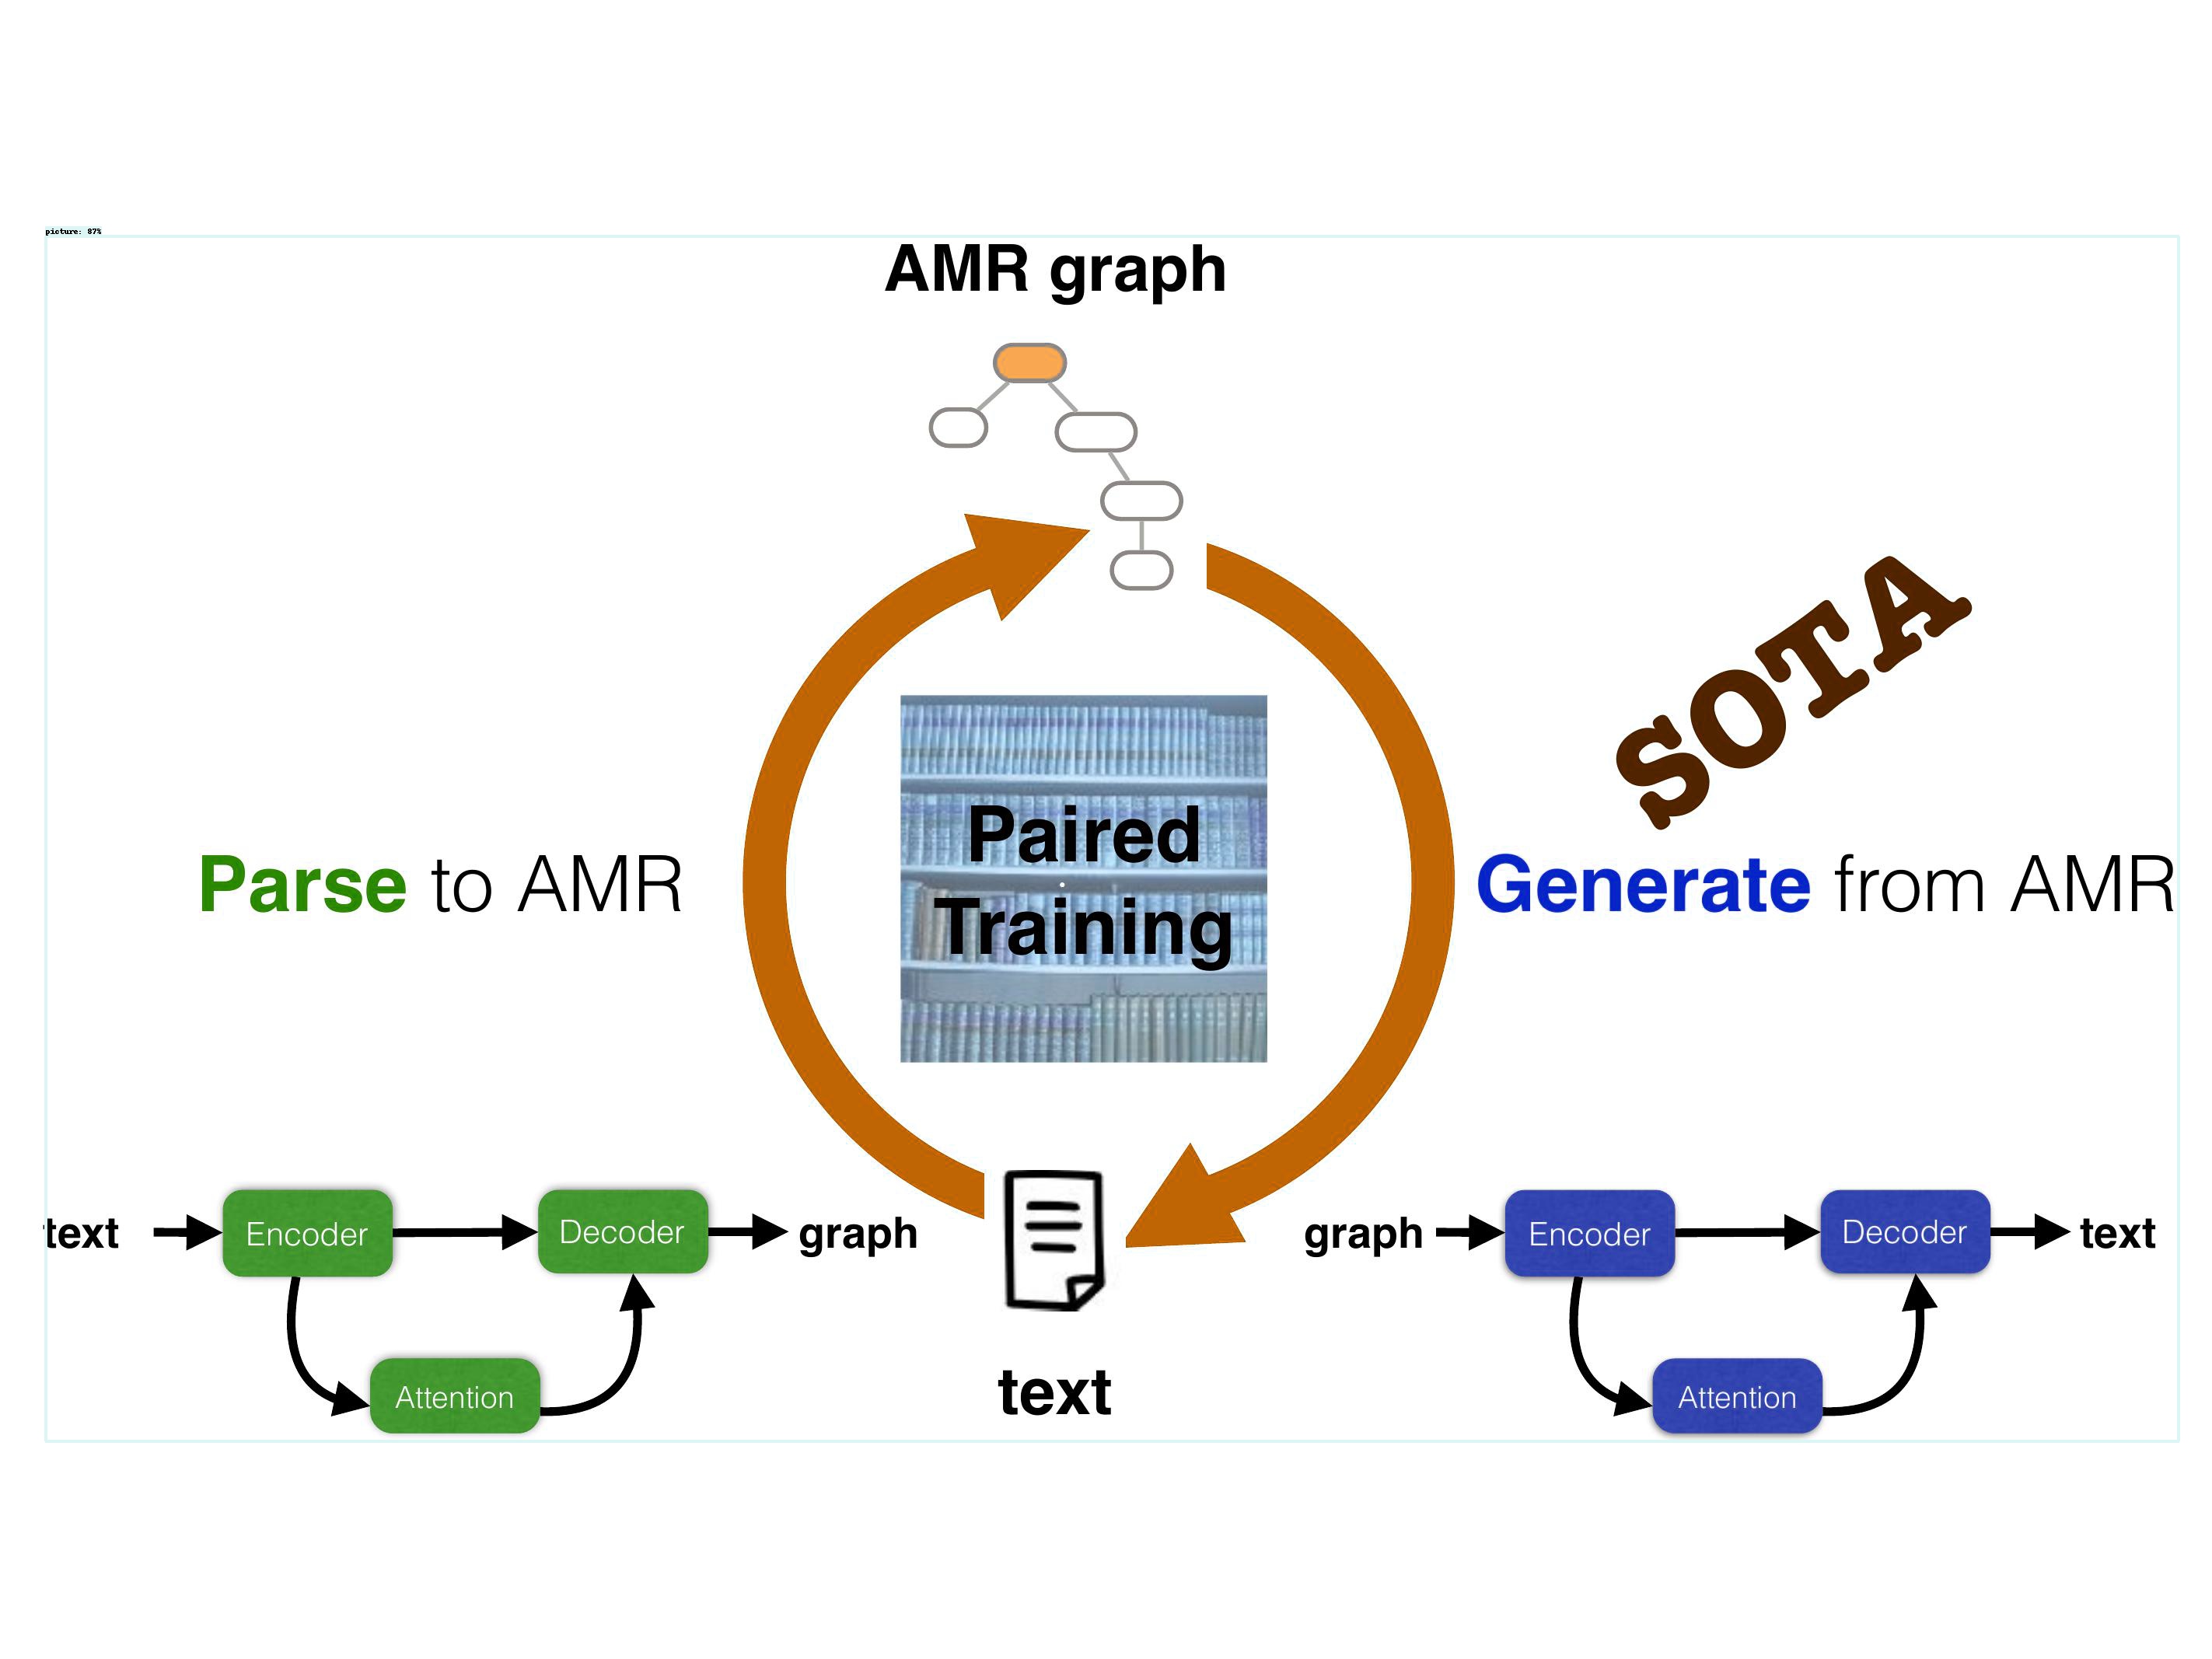 picture: 87%
AMR graph
SOTA
Paired
Training
Parse to AMR
Generate from AMR
text
Encoder
Decoder
graph
Attention
text
graph
Encoder
Decoder
text
Attention